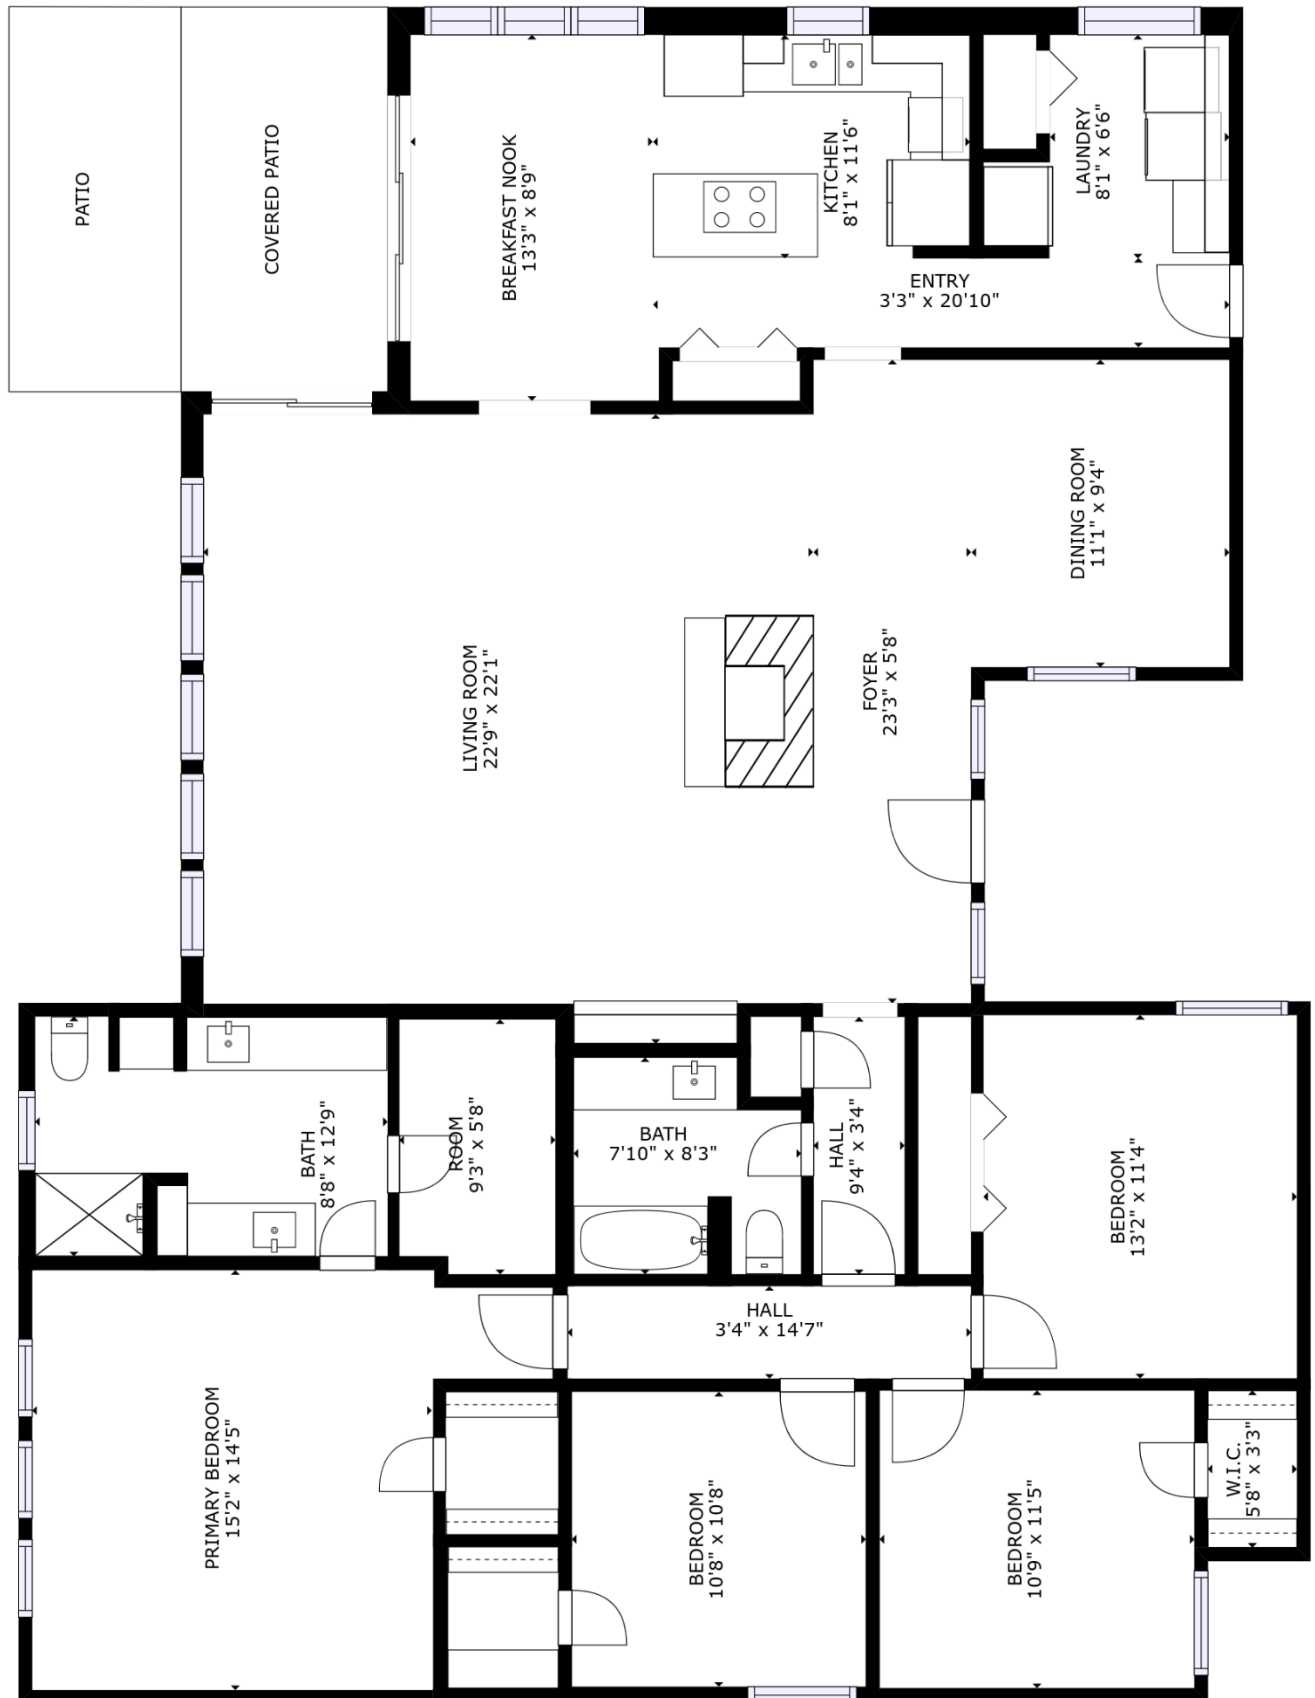 PATIO
COVERED PATIO
BREAKFAST NOOK
13'3" x 8'9"
KITCHEN
8'1" x 11'6"
LAUNDRY
8'1" x 6'6"
ENTRY
3'3" x 20'10"
DINING ROOM
11'1" x 9'4"
LIVING ROOM
22'9" x 22'1"
FOYER
23'3" x 5'8"
BATH
8'8" x 12'9"
ROOM
9'3" x 5'8"
BATH
7'10" x 8'3"
HALL
9'4" x 3'4"
BEDROOM
13'2" x 11'4"
HALL
3'4" x 14'7"
PRIMARY BEDROOM
15'2" x 14'5"
BEDROOM
10'8" x 10'8"
BEDROOM
10'9" x 11'5"
W.I.C.
5'8" x 3'3"